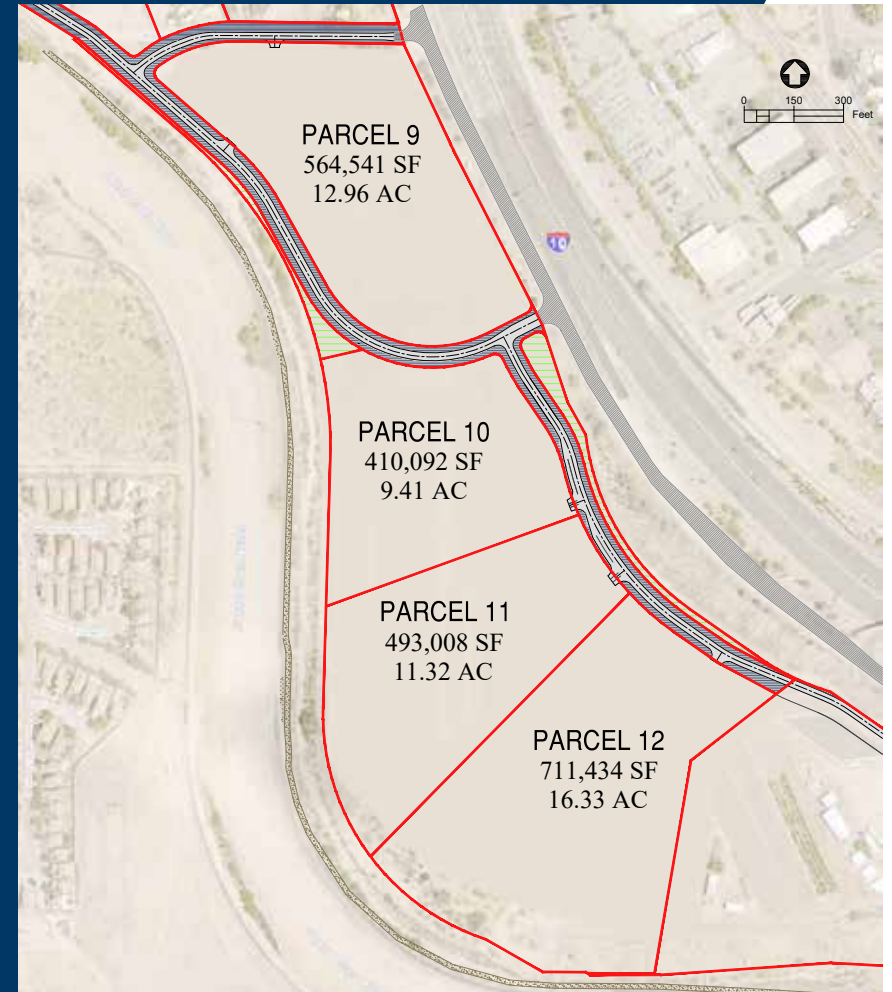 0 150 300
Feet
PARCEL 9
564,541 SF
12.96 AC
10
PARCEL 10
410,092 SF
9.41 AC
PARCEL 11
493,008 SF
11.32 AC
PARCEL 12
711,434 SF
16.33 AC